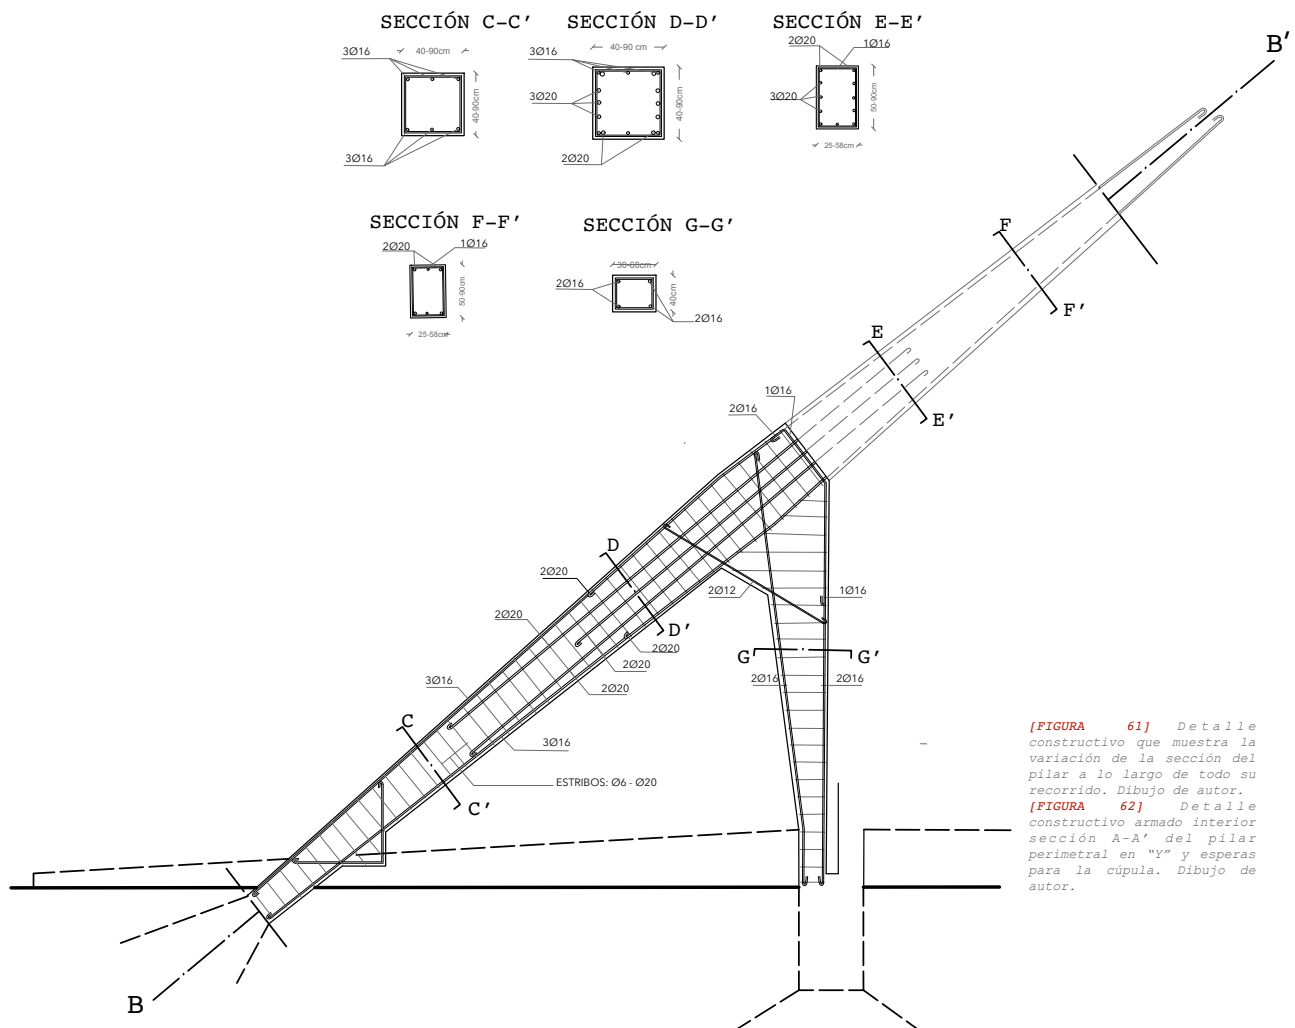 SECCIÓN C-C' SECCIÓN D-D' SECCIÓN E-E'
3Ø16
40-90cm
40-90cm
3Ø16
3Ø16
40-90 cm
3Ø20
40-90cm
2Ø20
2Ø20
1Ø16
3Ø20
50-90cm
25-58cm
B'
SECCIÓN F-F' SECCIÓN G-G'
2Ø20
1Ø16
50-90cm
25-58cm
30-68cm
2Ø16
40cm
2Ø16
F
F'
E
E'
1Ø16
2Ø16
D
2Ø20
2Ø12
1Ø16
2Ø20
D'
2Ø20
G
G'
2Ø20
2Ø16
2Ø16
3Ø16
2Ø20
C
3Ø16
ESTRIBOS: Ø6 - Ø20
C'
B
[FIGURA 61] Detalle
constructivo que muestra la
variación de la sección del
pilar a lo largo de todo su
recorrido. Dibujo de autor.
[FIGURA 62] Detalle
constructivo armado interior
sección A-A' del pilar
perimetral en "Y" y esperas
para la cúpula. Dibujo de
autor.